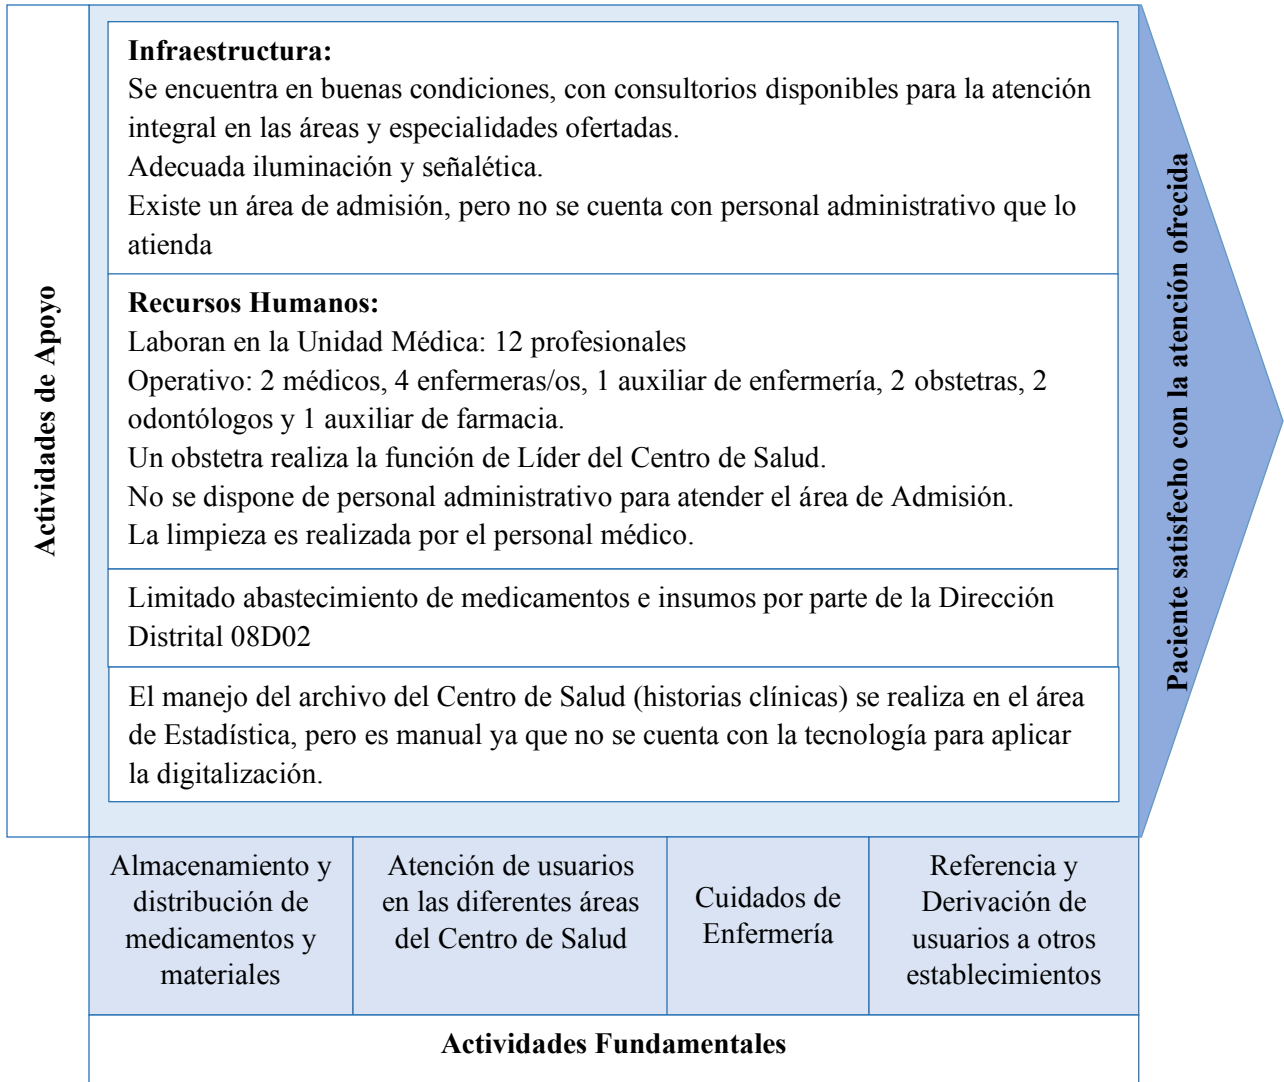 Actividades de Apoyo
Infraestructura:
Se encuentra en buenas condiciones, con consultorios disponibles para la atención
integral en las áreas y especialidades ofertadas.
Adecuada iluminación y señalética.
Existe un área de admisión, pero no se cuenta con personal administrativo que lo
atienda
Recursos Humanos:
Laboran en la Unidad Médica: 12 profesionales
Operativo: 2 médicos, 4 enfermeras/os, 1 auxiliar de enfermería, 2 obstetras, 2
odontólogos y 1 auxiliar de farmacia.
Un obstetra realiza la función de Líder del Centro de Salud.
No se dispone de personal administrativo para atender el área de Admisión.
La limpieza es realizada por el personal médico.
Limitado abastecimiento de medicamentos e insumos por parte de la Dirección
Distrital 08D02
El manejo del archivo del Centro de Salud (historias clínicas) se realiza en el área
de Estadística, pero es manual ya que no se cuenta con la tecnología para aplicar
la digitalización.
Paciente satisfecho con la atención ofrecida
Almacenamiento y
distribución de
medicamentos y
materiales
Atención de usuarios
en las diferentes áreas
del Centro de Salud
Cuidados de
Enfermería
Referencia y
Derivación de
usuarios a otros
establecimientos
Actividades Fundamentales